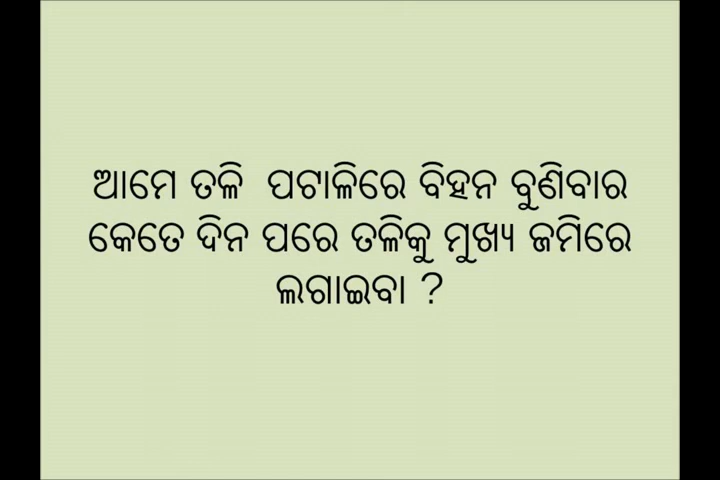 ଆମେ ତଳି ପଟାଳିରେ ବିହନ ବୁଣିବାର
କେତେ ଦିନ ପରେ ତଳିକୁ ମୁଖ୍ୟ ଜମିରେ
ଲଗାଇବା ?